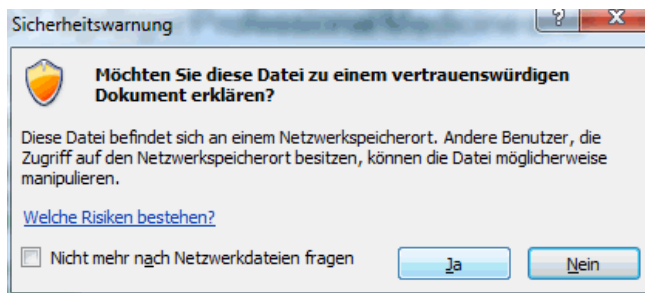 Sicherheitswarnung
?
X
Möchten Sie diese Datei zu einem vertrauenswürdigen
Dokument erklären?
Diese Datei befindet sich an einem Netzwerkspeicherort. Andere Benutzer, die
Zugriff auf den Netzwerkspeicherort besitzen, können die Datei möglicherweise
manipulieren.
Welche Risiken bestehen?
Nicht mehr nach Netzwerkdateien fragen
Ja
Nein